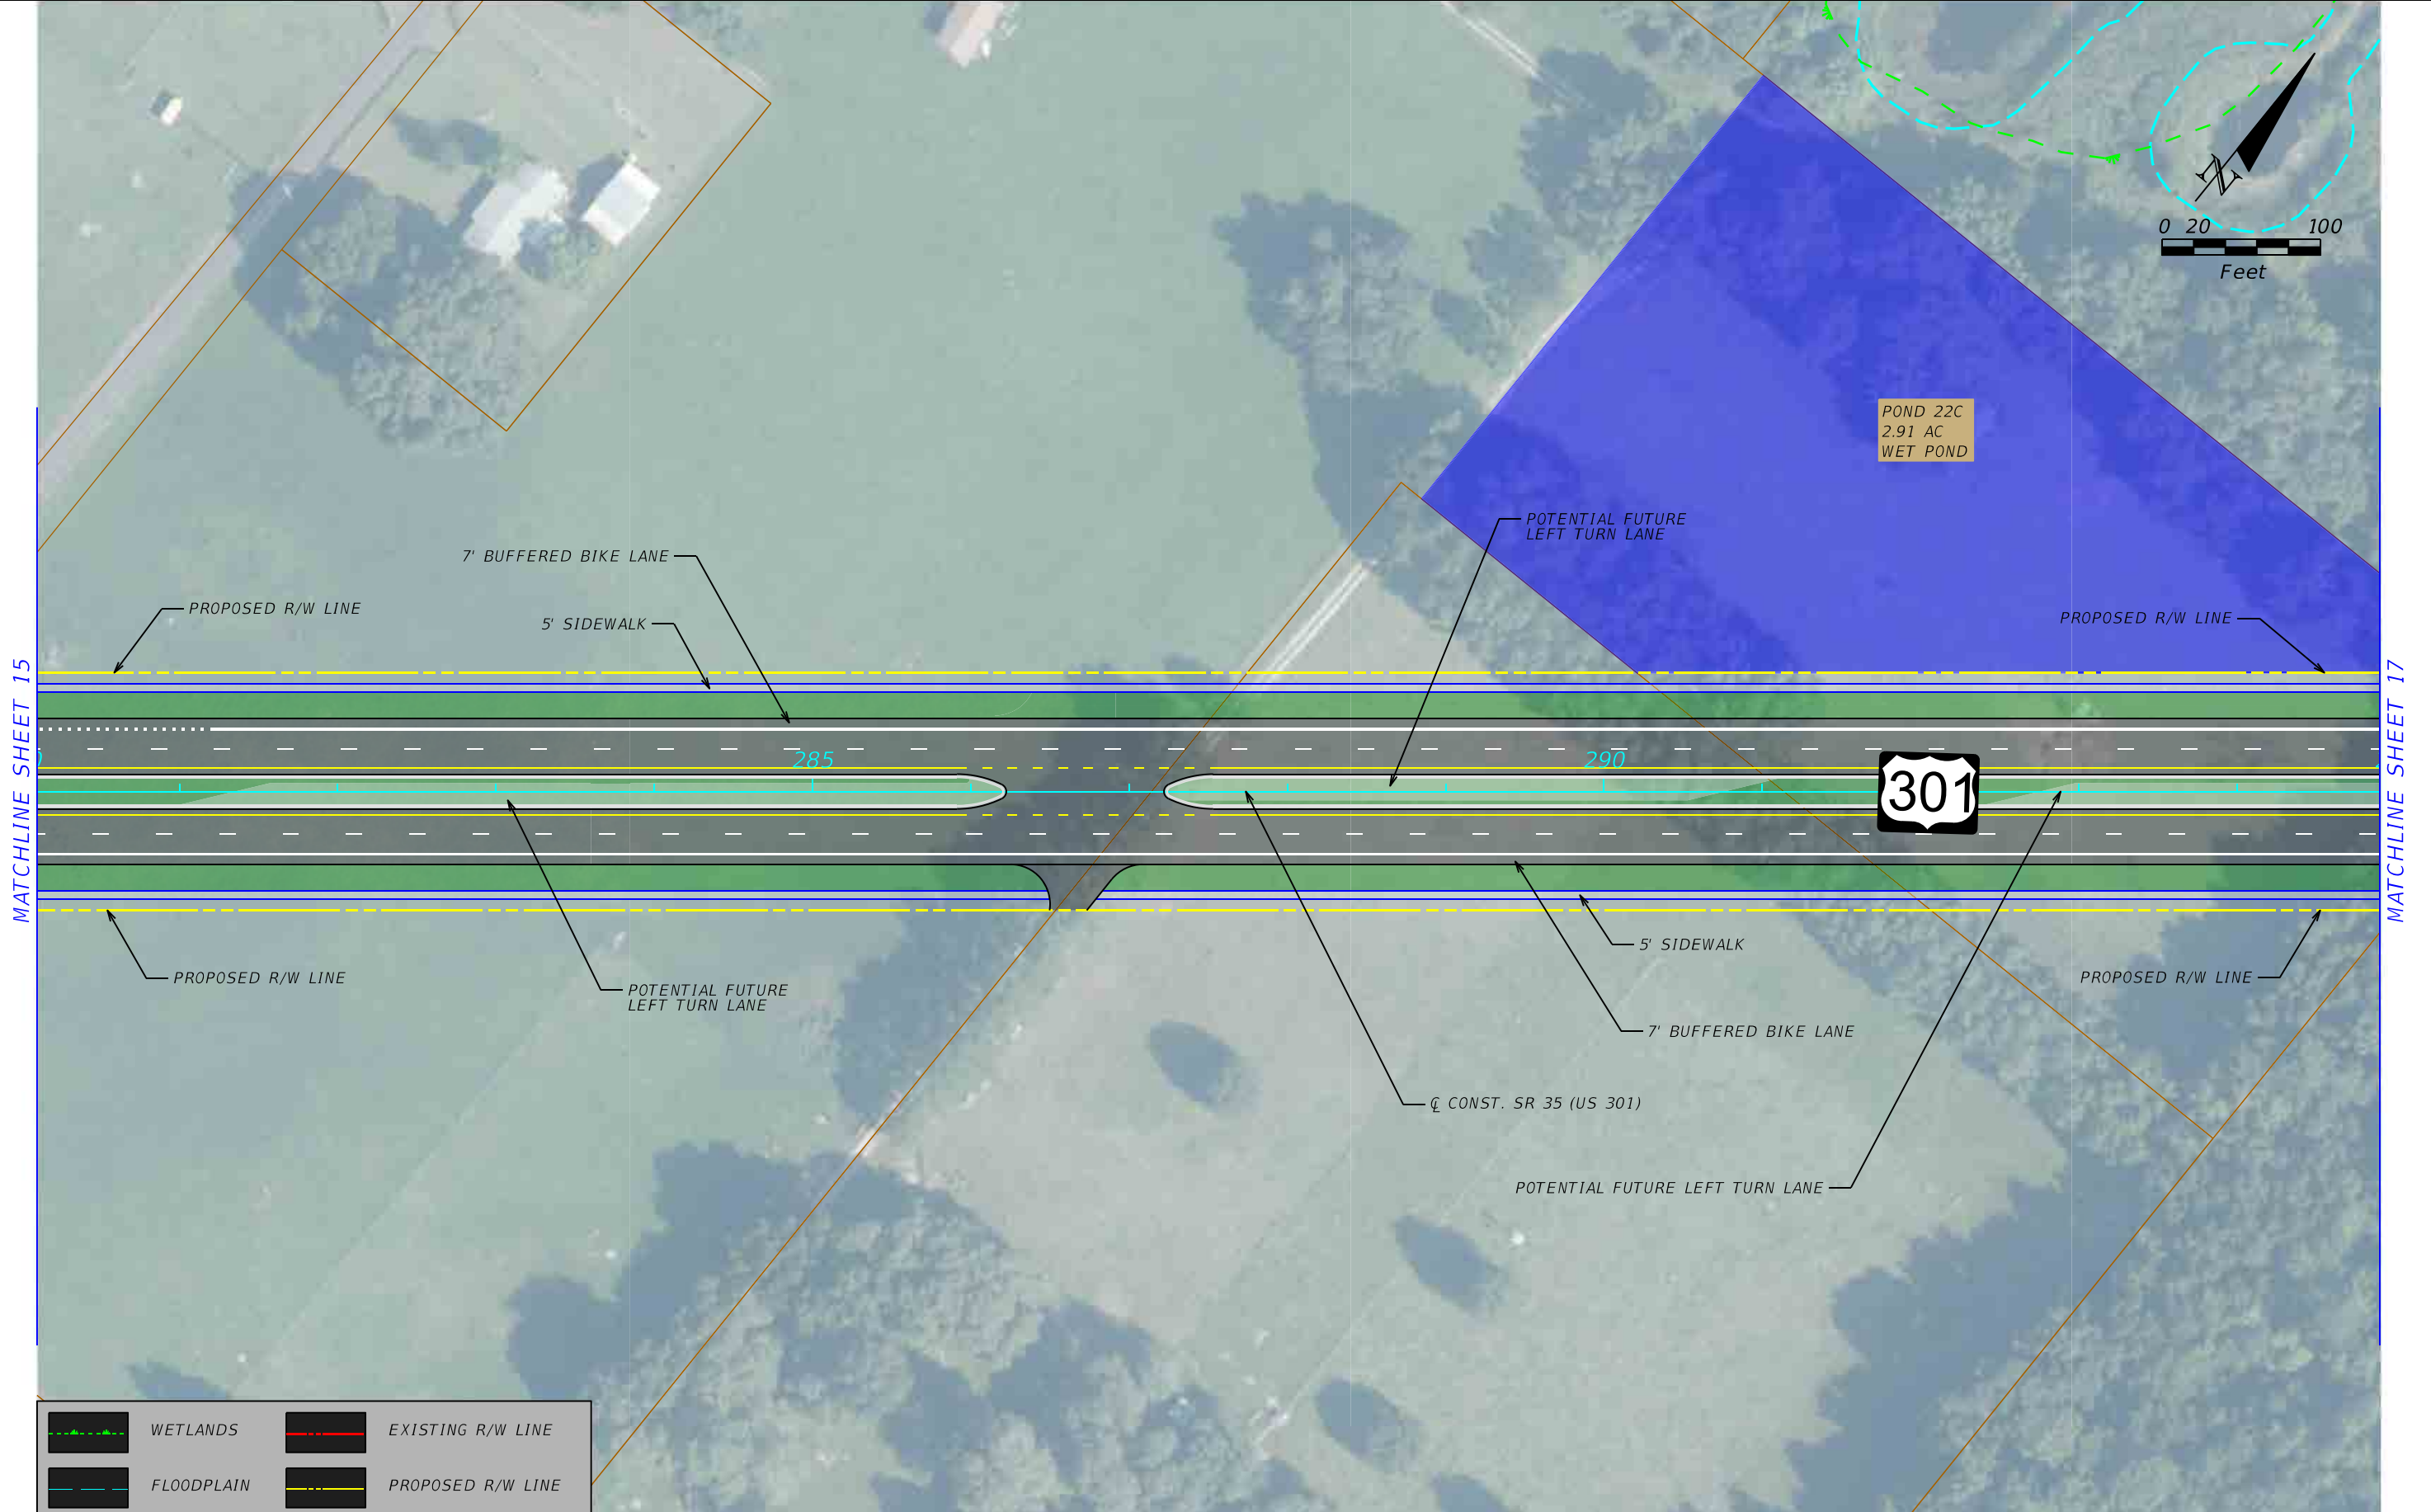 0 20 100
Feet
POND 22C
2.91 AC
WET POND
POTENTIAL FUTURE
LEFT TURN LANE
7' BUFFERED BIKE LANE
PROPOSED R/W LINE
5' SIDEWALK
PROPOSED R/W LINE
MATCHLINE SHEET 15
MATCHLINE SHEET 17
285
290
301
5' SIDEWALK
PROPOSED R/W LINE
POTENTIAL FUTURE
LEFT TURN LANE
PROPOSED R/W LINE
7' BUFFERED BIKE LANE
℄ CONST. SR 35 (US 301)
POTENTIAL FUTURE LEFT TURN LANE
WETLANDS
EXISTING R/W LINE
FLOODPLAIN
PROPOSED R/W LINE
N